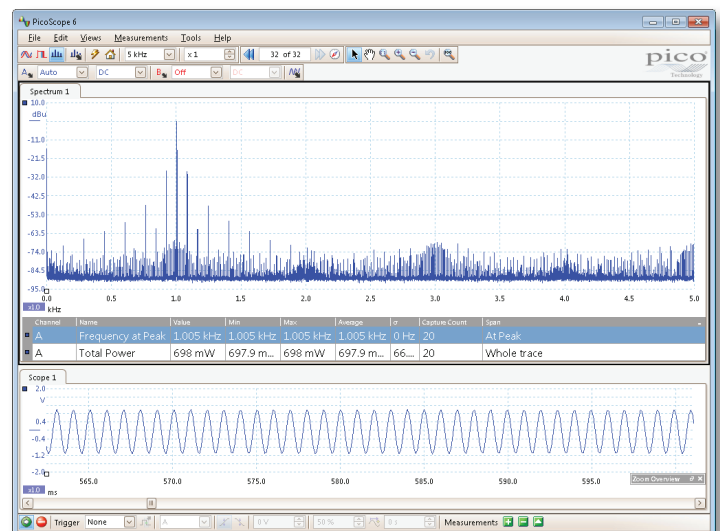 PicoScope 6
File Edit Views Measurements Tools Help
5 kHz x 1 32 of 32
pico
Technology
A Auto DC B Off DC
Spectrum 1
10.0
dBu
-11.0
-21.5
-32.0
-42.5
-53.0
-63.5
-74.0
-84.5
-95.0
0.0 0.5 1.0 1.5 2.0 2.5 3.0 3.5 4.0 4.5 5.0
x1.0 kHz
Channel Name Value Min Max Average σ Capture Count Span
A Frequency at Peak 1.005 kHz 1.005 kHz 1.005 kHz 1.005 kHz 0 Hz 20 At Peak
A Total Power 698 mW 697.9 m... 698 mW 697.9 m... 66.... 20 Whole trace
Scope 1
2.0
V
0.4
-0.4
-1.2
-2.0
565.0 570.0 575.0 580.0 585.0 590.0 595.0
Zoom Overview
x1.0 ms
Trigger None A 0 V 50 % 0 s Measurements